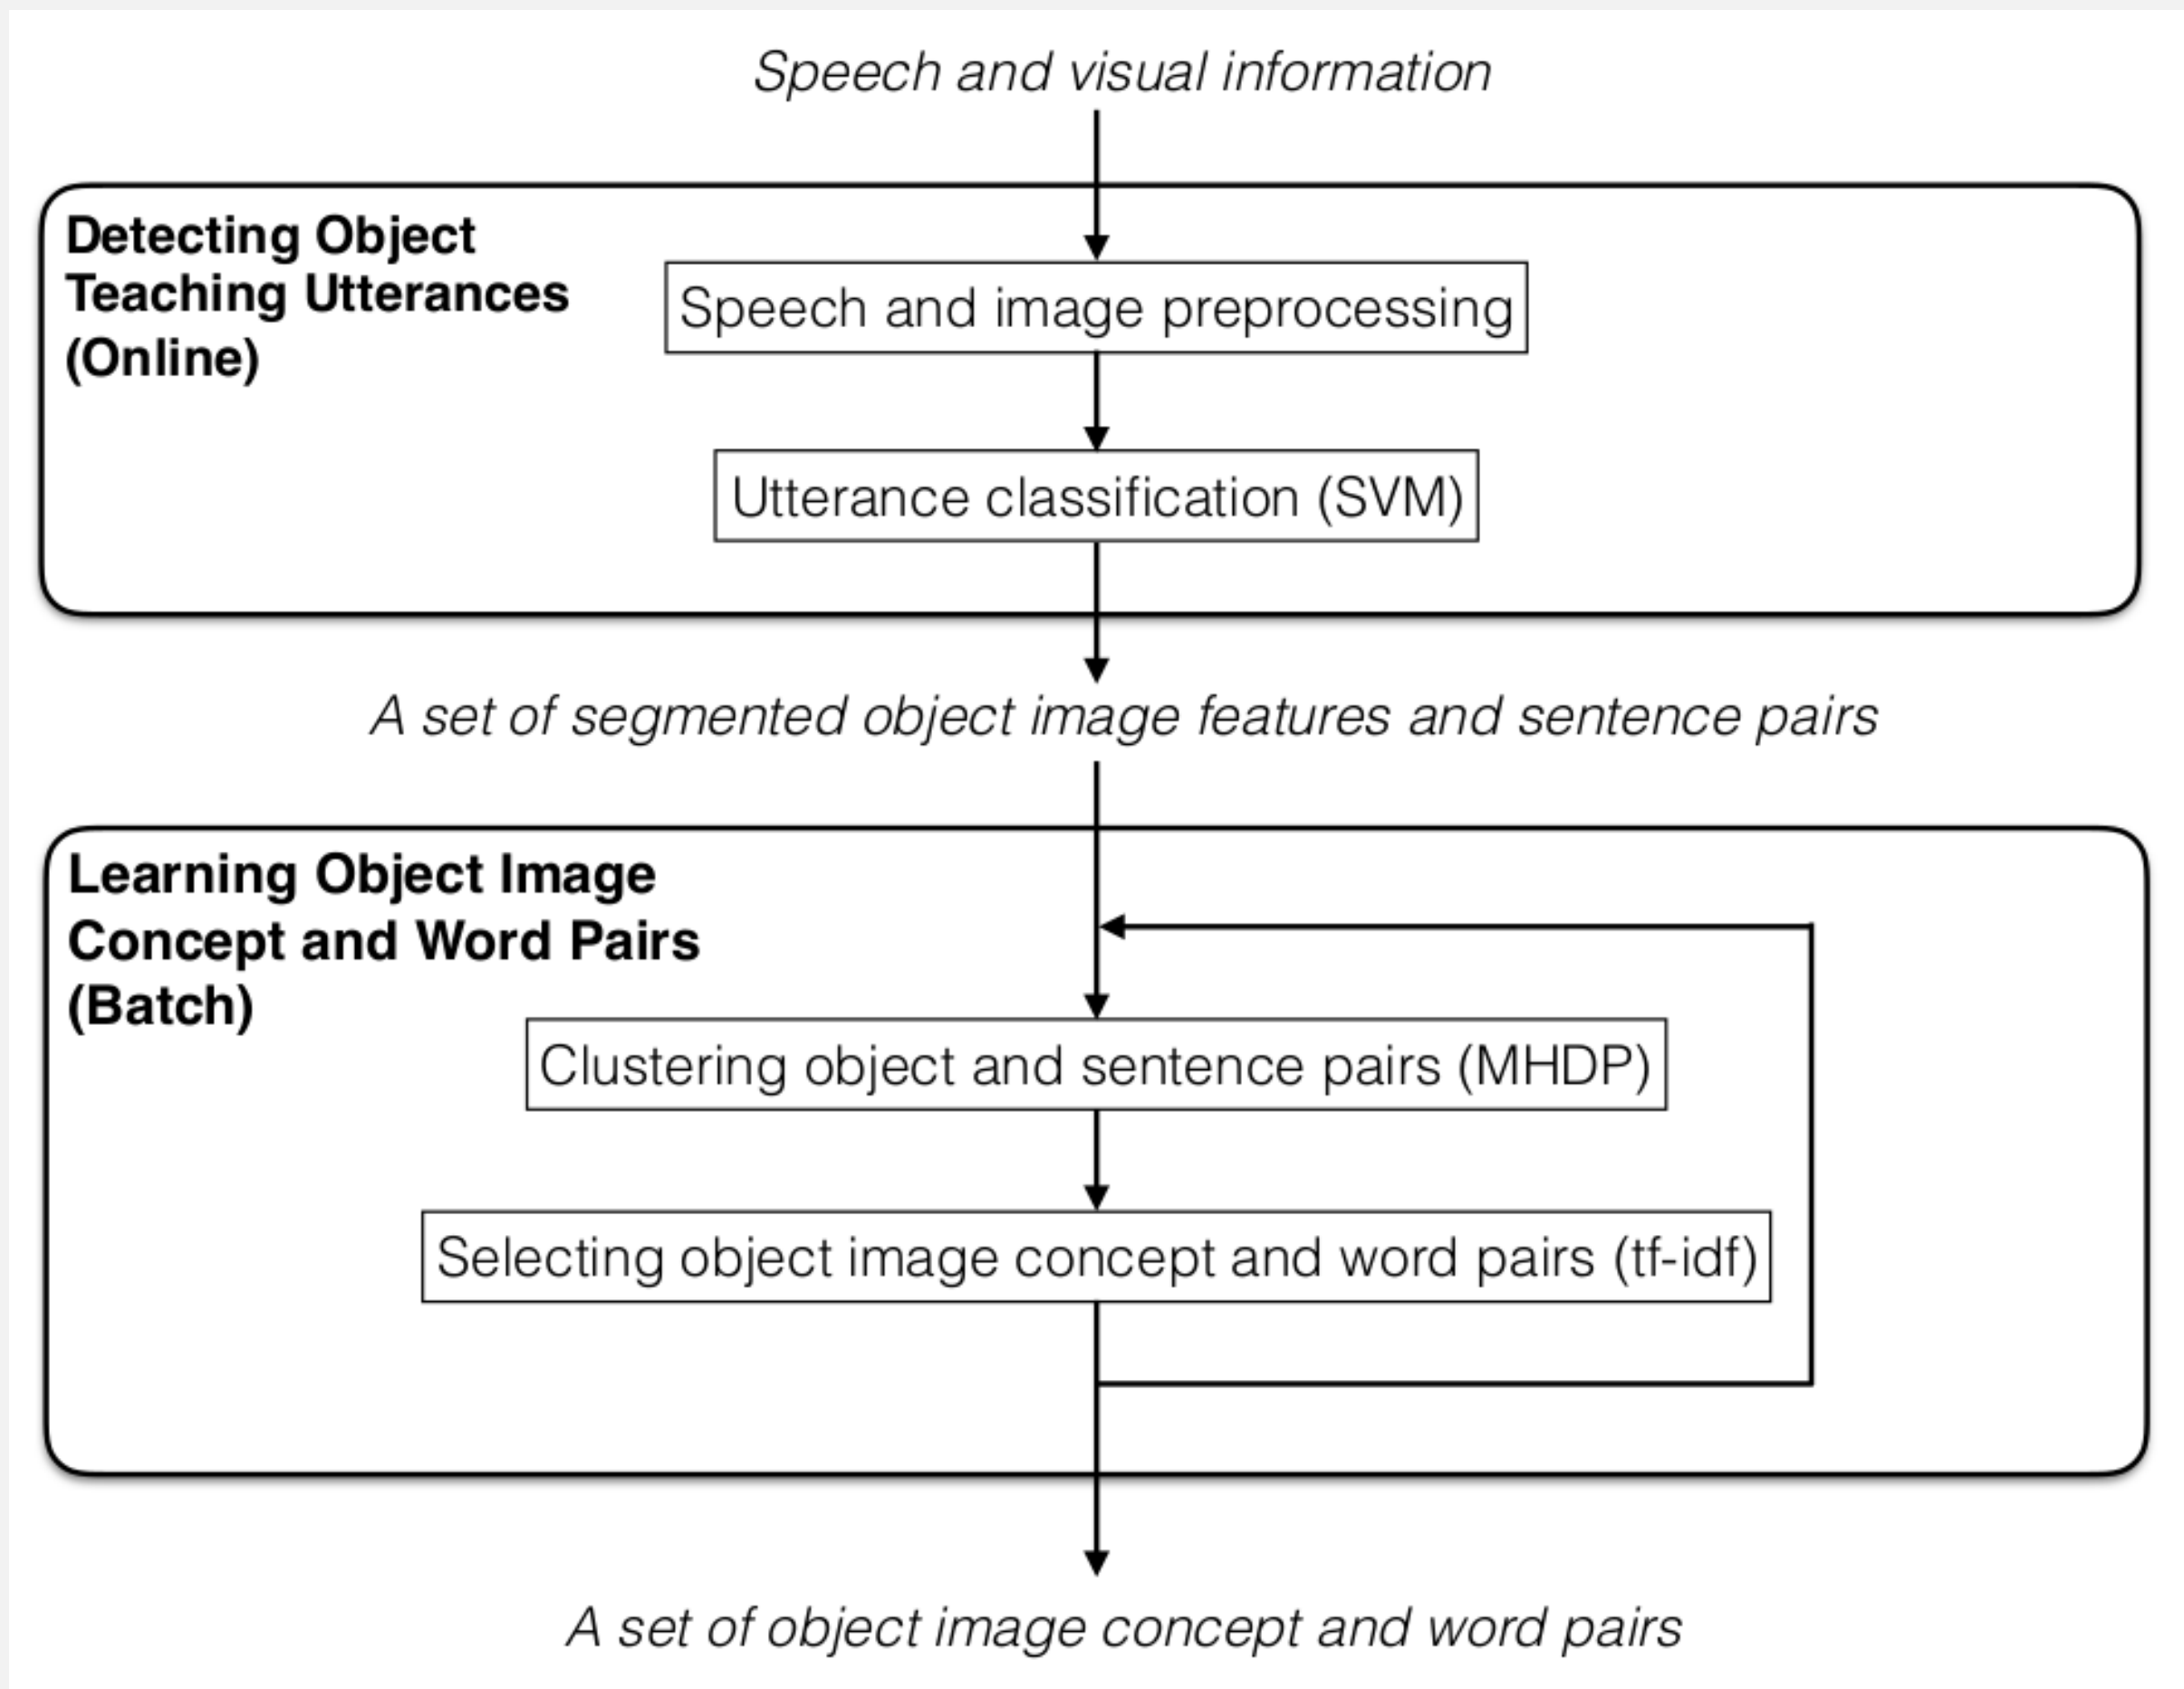 Speech and visual information
Detecting Object
Teaching Utterances
(Online)
Speech and image preprocessing
Utterance classification (SVM)
A set of segmented object image features and sentence pairs
Learning Object Image
Concept and Word Pairs
(Batch)
Clustering object and sentence pairs (MHDP)
Selecting object image concept and word pairs (tf-idf)
A set of object image concept and word pairs